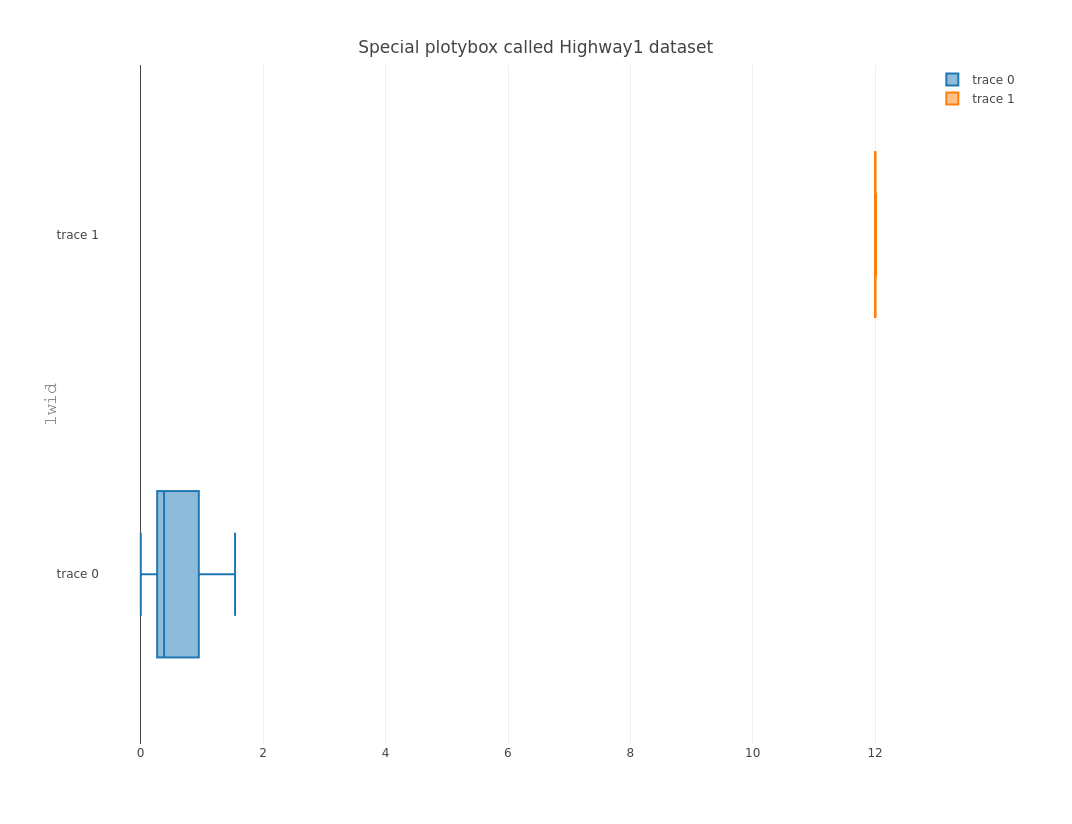 Special plotybox called Highway1 dataset
trace 0
trace 1
trace 1
lwid
trace 0
0
2
4
6
8
10
12